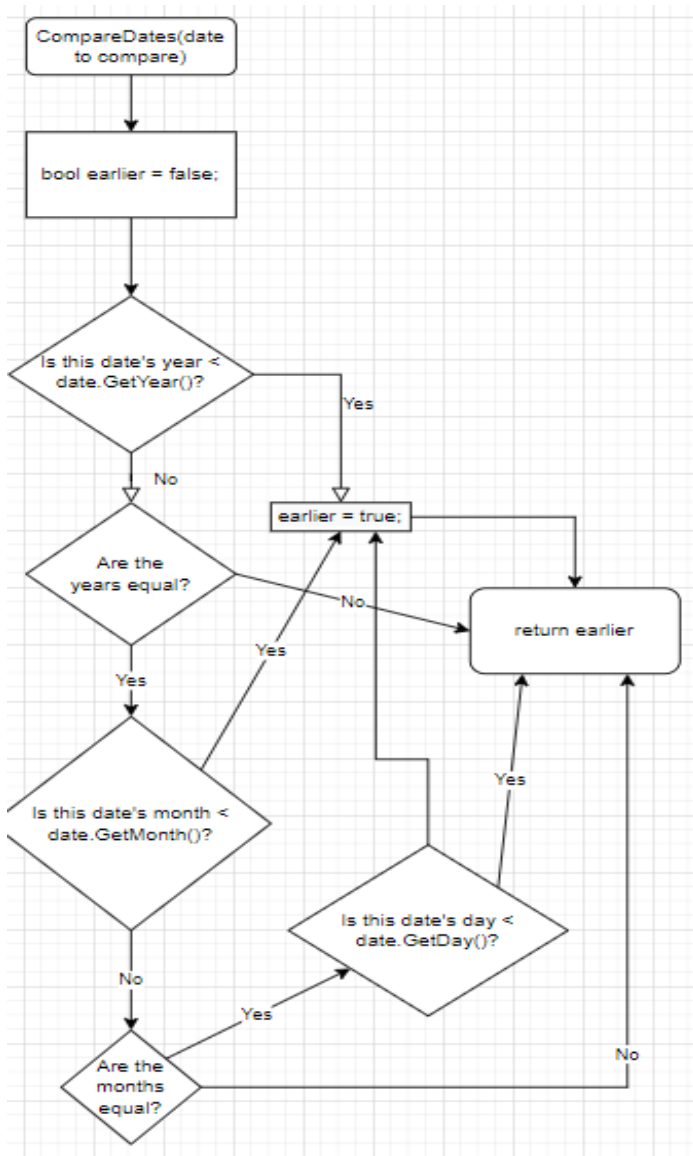 CompareDates(date
to compare)
bool earlier = false;
Is this date's year <
date.GetYear()?
Yes
No
earlier = true;
Are the
years equal?
No
return earlier
Yes
Yes
Yes
Is this date's month <
date.GetMonth()?
Is this date's day <
date.GetDay()?
No
Yes
No
Are the
months
equal?